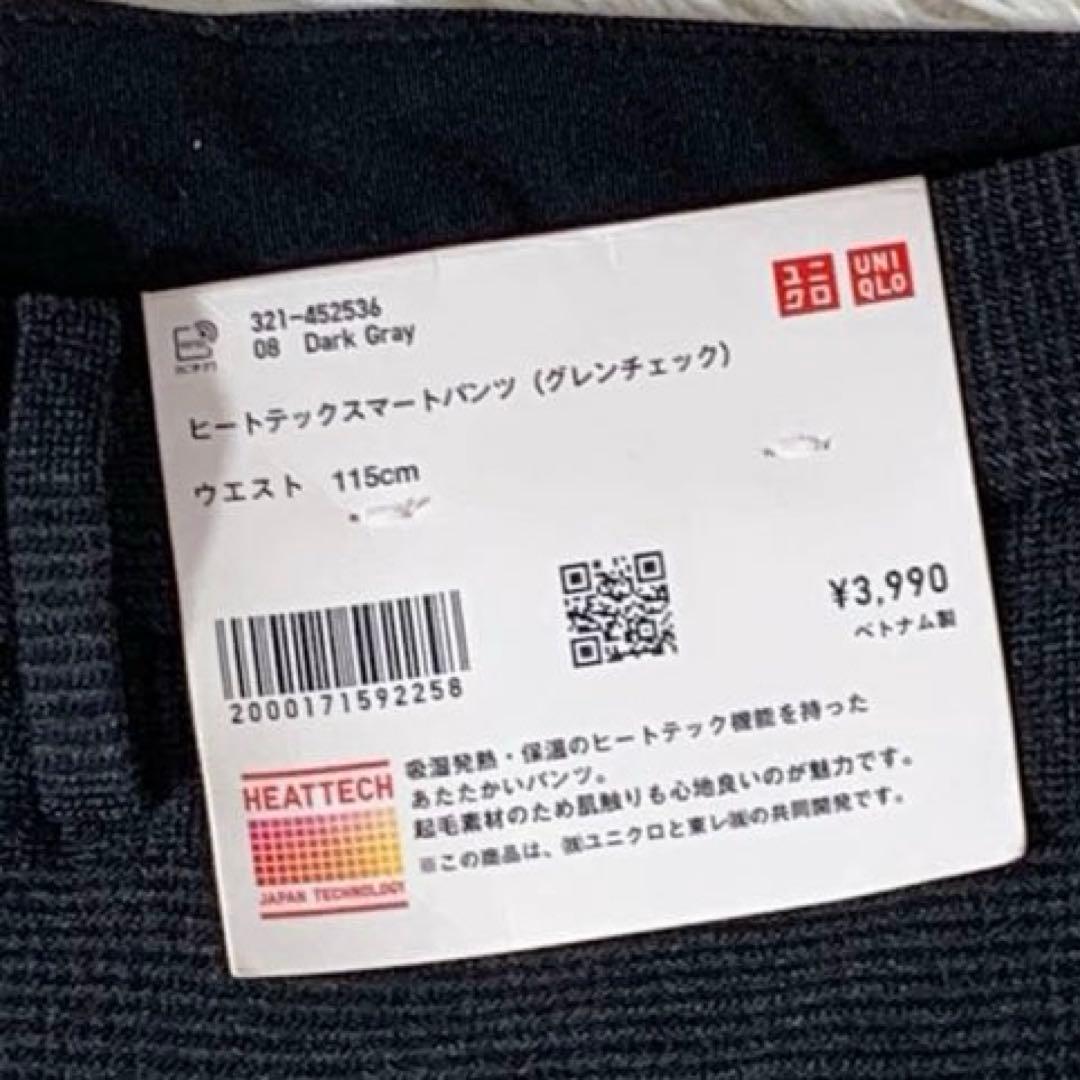 321-452536
08 Dark Gray
ユニクロ
UNIQLO
ヒートテックスマートパンツ（グレンチェック）
ウエスト 115cm
¥3,990
ベトナム製
2000171592258
HEATTECH
JAPAN TECHNOLOGY
吸湿発熱・保温のヒートテック機能を持った
あたたかいパンツ。
起毛素材のため肌触りも心地良いのが魅力です。
※この商品は、㈱ユニクロと東レ㈱の共同開発です。